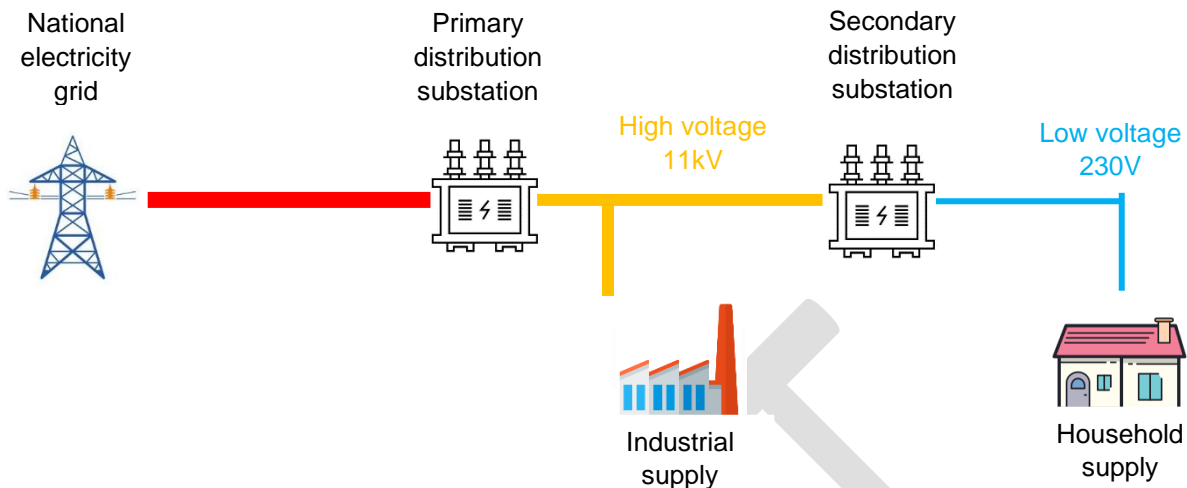 National
electricity
grid
Primary
distribution
substation
Secondary
distribution
substation
High voltage
11kV
Low voltage
230V
Industrial
supply
Household
supply